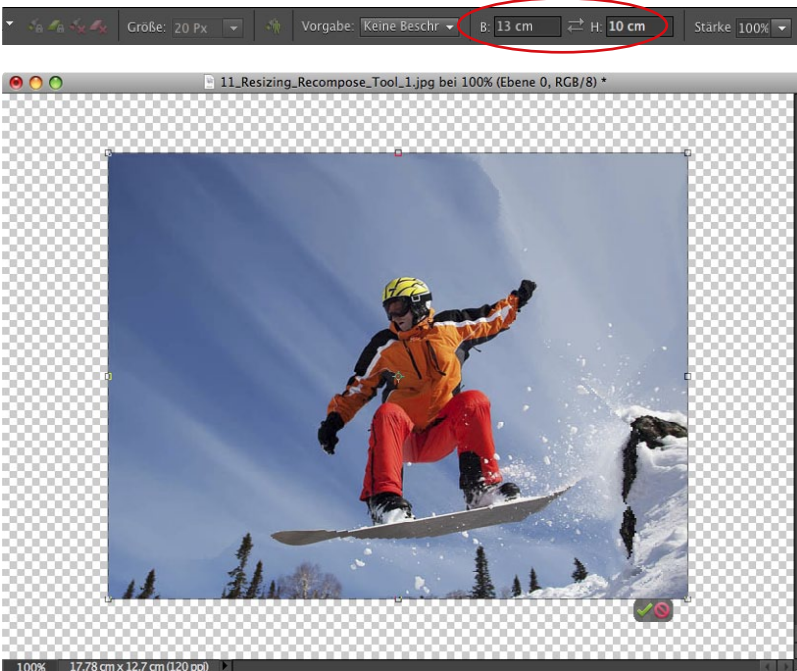 Größe: 20 Px Vorgabe: Keine Beschr B: 13 cm H: 10 cm Stärke 100%
11_Resizing_Recompose_Tool_1.jpg bei 100% (Ebene 0, RGB/8) *
100% 17,78 cm x 12,7 cm (120 ppi)